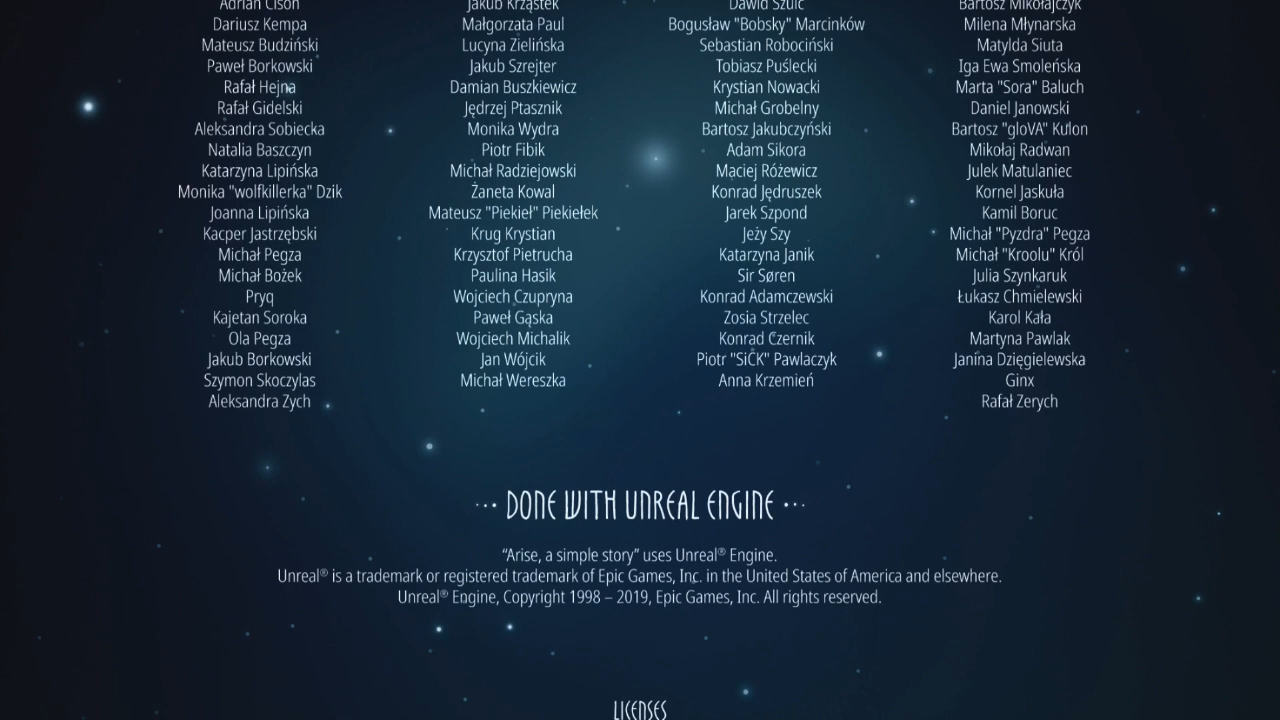 Adrian Cison
Dariusz Kempa
Mateusz Budziński
Paweł Borkowski
Rafał Hejna
Rafał Gidelski
Aleksandra Sobiecka
Natalia Baszczyn
Katarzyna Lipińska
Monika "wolfkillerka" Dzik
Joanna Lipińska
Kacper Jastrzębski
Michał Pegza
Michał Bożek
Pryq
Kajetan Soroka
Ola Pegza
Jakub Borkowski
Szymon Skoczylas
Aleksandra Zych
Jakub Krząstek
Małgorzata Paul
Lucyna Zielińska
Jakub Szrejter
Damian Buszkiewicz
Jędrzej Ptasznik
Monika Wydra
Piotr Fibik
Michał Radziejowski
Żaneta Kowal
Mateusz "Piekieł" Piekiełek
Krug Krystian
Krzysztof Pietrucha
Paulina Hasik
Wojciech Czupryna
Paweł Gąska
Wojciech Michalik
Jan Wójcik
Michał Wereszka
Dawid Szulc
Bogusław "Bobsky" Marcinków
Sebastian Robociński
Tobiasz Puślecki
Krystian Nowacki
Michał Grobelny
Bartosz Jakubczyński
Adam Sikora
Maciej Różewicz
Konrad Jędruszek
Jarek Szpond
Jeży Szy
Katarzyna Janik
Sir Søren
Konrad Adamczewski
Zosia Strzelec
Konrad Czernik
Piotr "SiCK" Pawlaczyk
Anna Krzemień
Bartosz Mikołajczyk
Milena Młynarska
Matylda Siuta
Iga Ewa Smoleńska
Marta "Sora" Baluch
Daniel Janowski
Bartosz "gloVA" Kulon
Mikołaj Radwan
Julek Matulaniec
Kornel Jaskuła
Kamil Boruc
Michał "Pyzdra" Pegza
Michał "Kroolu" Król
Julia Szynkaruk
Łukasz Chmielewski
Karol Kała
Martyna Pawlak
Janina Dzięgielewska
Ginx
Rafał Zerych
DONE WITH UNREAL ENGINE
“Arise, a simple story” uses Unreal® Engine.
Unreal® is a trademark or registered trademark of Epic Games, Inc. in the United States of America and elsewhere.
Unreal® Engine, Copyright 1998 – 2019, Epic Games, Inc. All rights reserved.
LICENSES